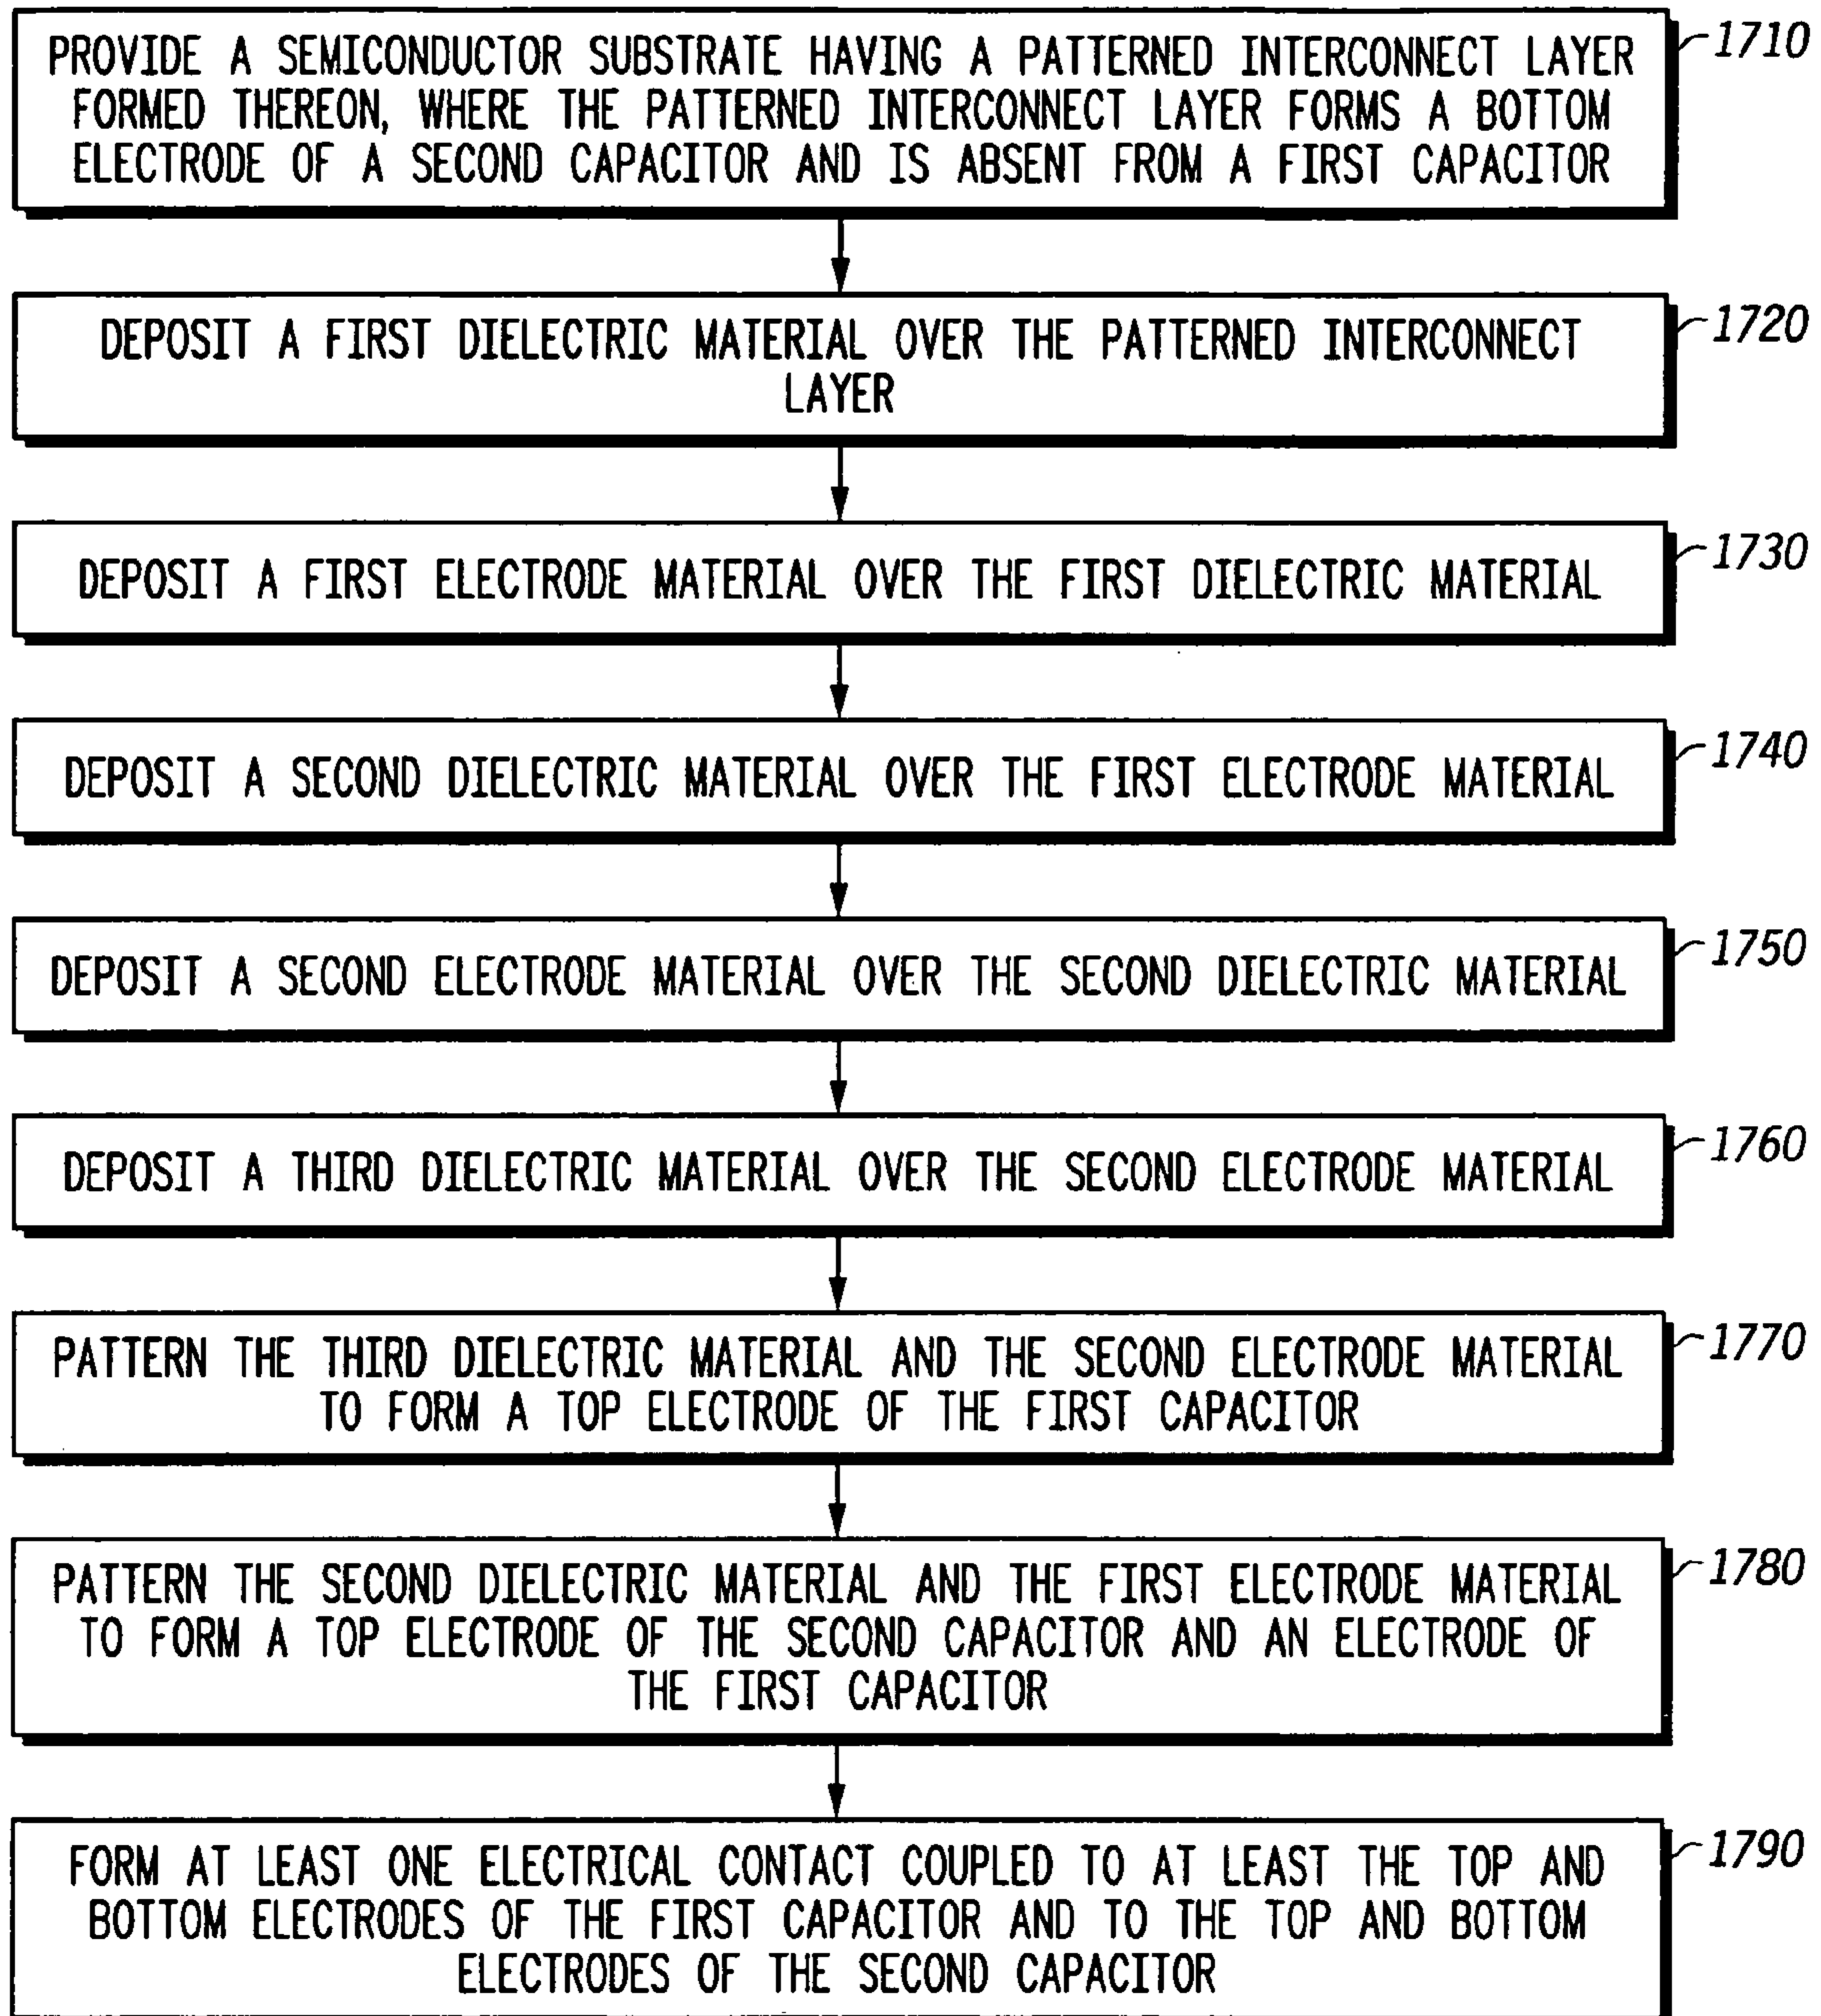 PROVIDE A SEMICONDUCTOR SUBSTRATE HAVING A PATTERNED INTERCONNECT LAYER
FORMED THEREON, WHERE THE PATTERNED INTERCONNECT LAYER FORMS A BOTTOM
ELECTRODE OF A SECOND CAPACITOR AND IS ABSENT FROM A FIRST CAPACITOR
1710
DEPOSIT A FIRST DIELECTRIC MATERIAL OVER THE PATTERNED INTERCONNECT
LAYER
1720
DEPOSIT A FIRST ELECTRODE MATERIAL OVER THE FIRST DIELECTRIC MATERIAL
1730
DEPOSIT A SECOND DIELECTRIC MATERIAL OVER THE FIRST ELECTRODE MATERIAL
1740
DEPOSIT A SECOND ELECTRODE MATERIAL OVER THE SECOND DIELECTRIC MATERIAL
1750
DEPOSIT A THIRD DIELECTRIC MATERIAL OVER THE SECOND ELECTRODE MATERIAL
1760
PATTERN THE THIRD DIELECTRIC MATERIAL AND THE SECOND ELECTRODE MATERIAL
TO FORM A TOP ELECTRODE OF THE FIRST CAPACITOR
1770
PATTERN THE SECOND DIELECTRIC MATERIAL AND THE FIRST ELECTRODE MATERIAL
TO FORM A TOP ELECTRODE OF THE SECOND CAPACITOR AND AN ELECTRODE OF
THE FIRST CAPACITOR
1780
FORM AT LEAST ONE ELECTRICAL CONTACT COUPLED TO AT LEAST THE TOP AND
BOTTOM ELECTRODES OF THE FIRST CAPACITOR AND TO THE TOP AND BOTTOM
ELECTRODES OF THE SECOND CAPACITOR
1790